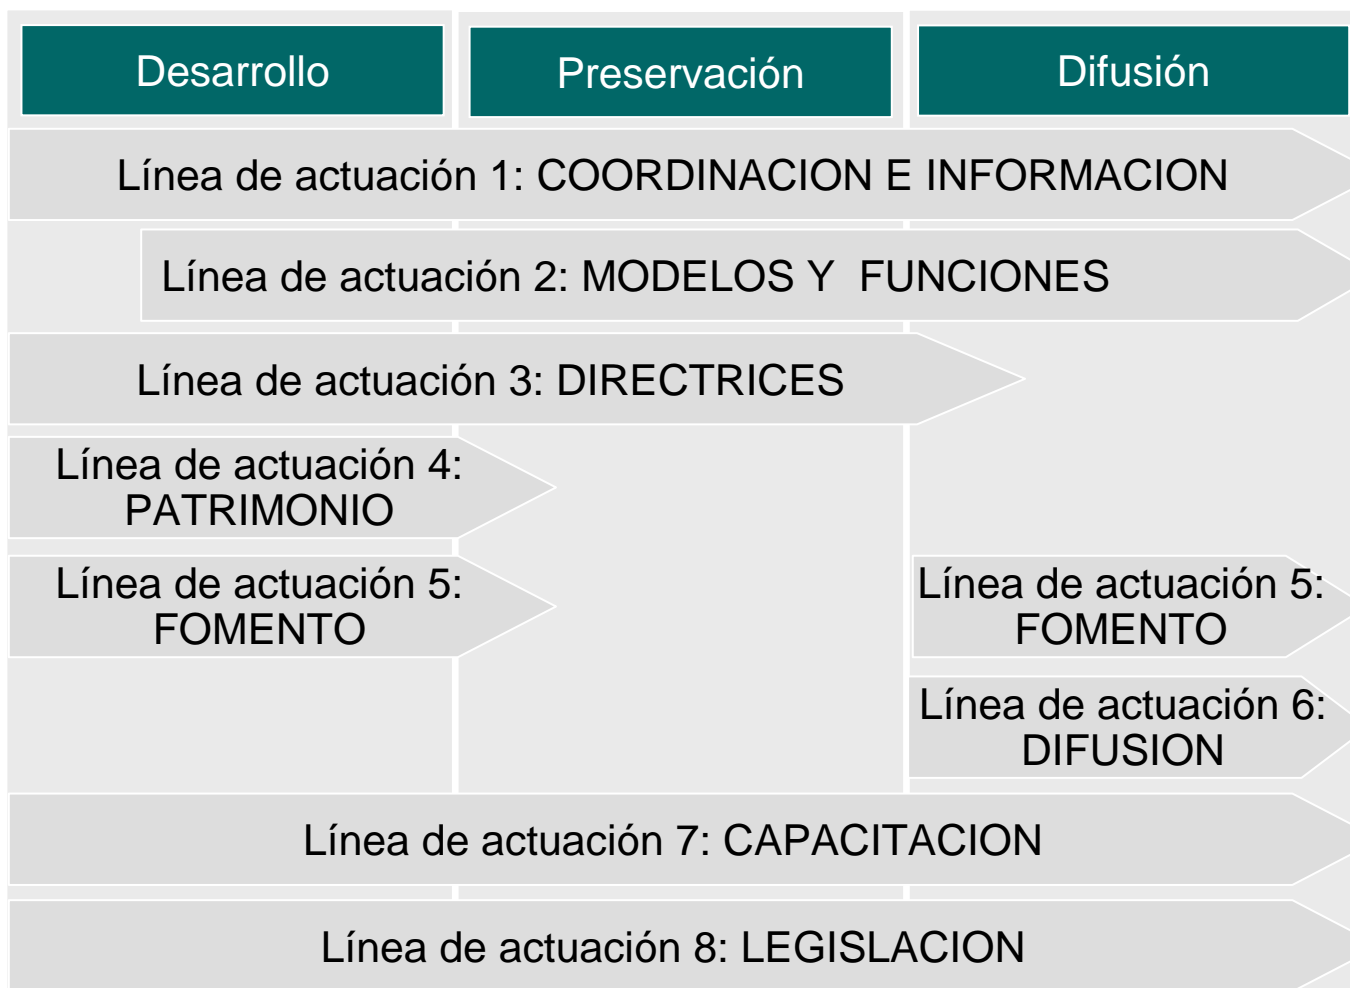 Desarrollo
Preservación
Difusión
Línea de actuación 1: COORDINACION E INFORMACION
Línea de actuación 2: MODELOS Y  FUNCIONES
Línea de actuación 3: DIRECTRICES
Línea de actuación 4:
PATRIMONIO
Línea de actuación 5:
FOMENTO
Línea de actuación 5:
FOMENTO
Línea de actuación 6:
DIFUSION
Línea de actuación 7: CAPACITACION
Línea de actuación 8: LEGISLACION